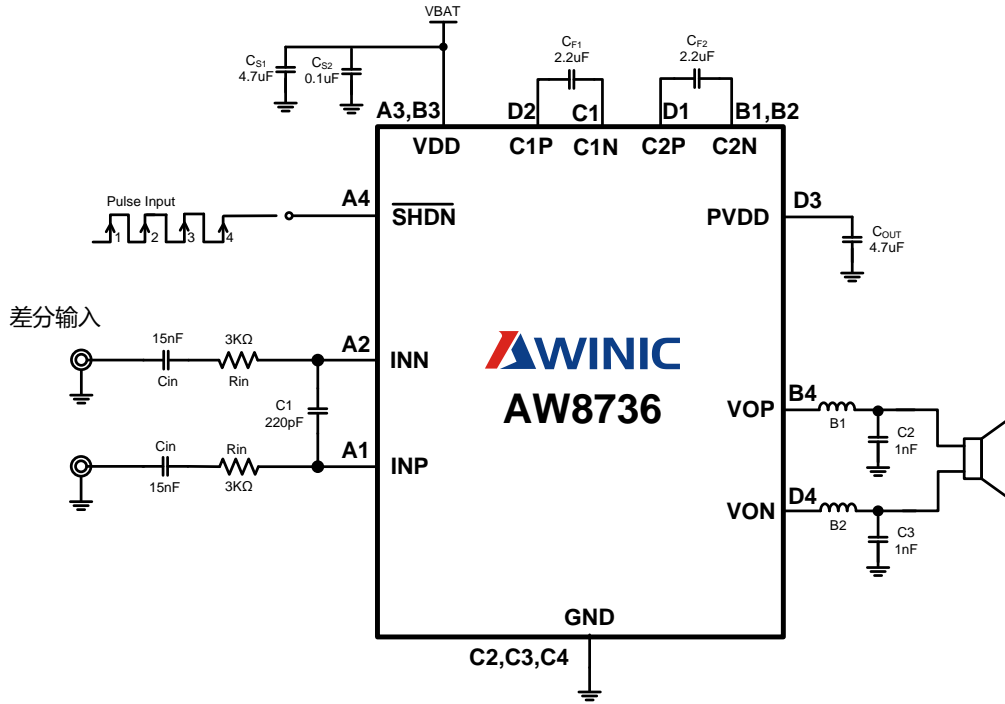 VBAT
CS1
4.7uF
CS2
0.1uF
CF1
2.2uF
CF2
2.2uF
A3,B3
D2
C1
D1
B1,B2
VDD
C1P
C1N
C2P
C2N
Pulse Input
1 2 3 4
A4
SHDN
PVDD
D3
COUT
4.7uF
差分输入
15nF
Cin
3KΩ
Rin
A2
INN
C1
220pF
Cin
15nF
Rin
3KΩ
A1
INP
AWINIC
AW8736
VOP
B4
B1
C2
1nF
VON
D4
B2
C3
1nF
GND
C2,C3,C4